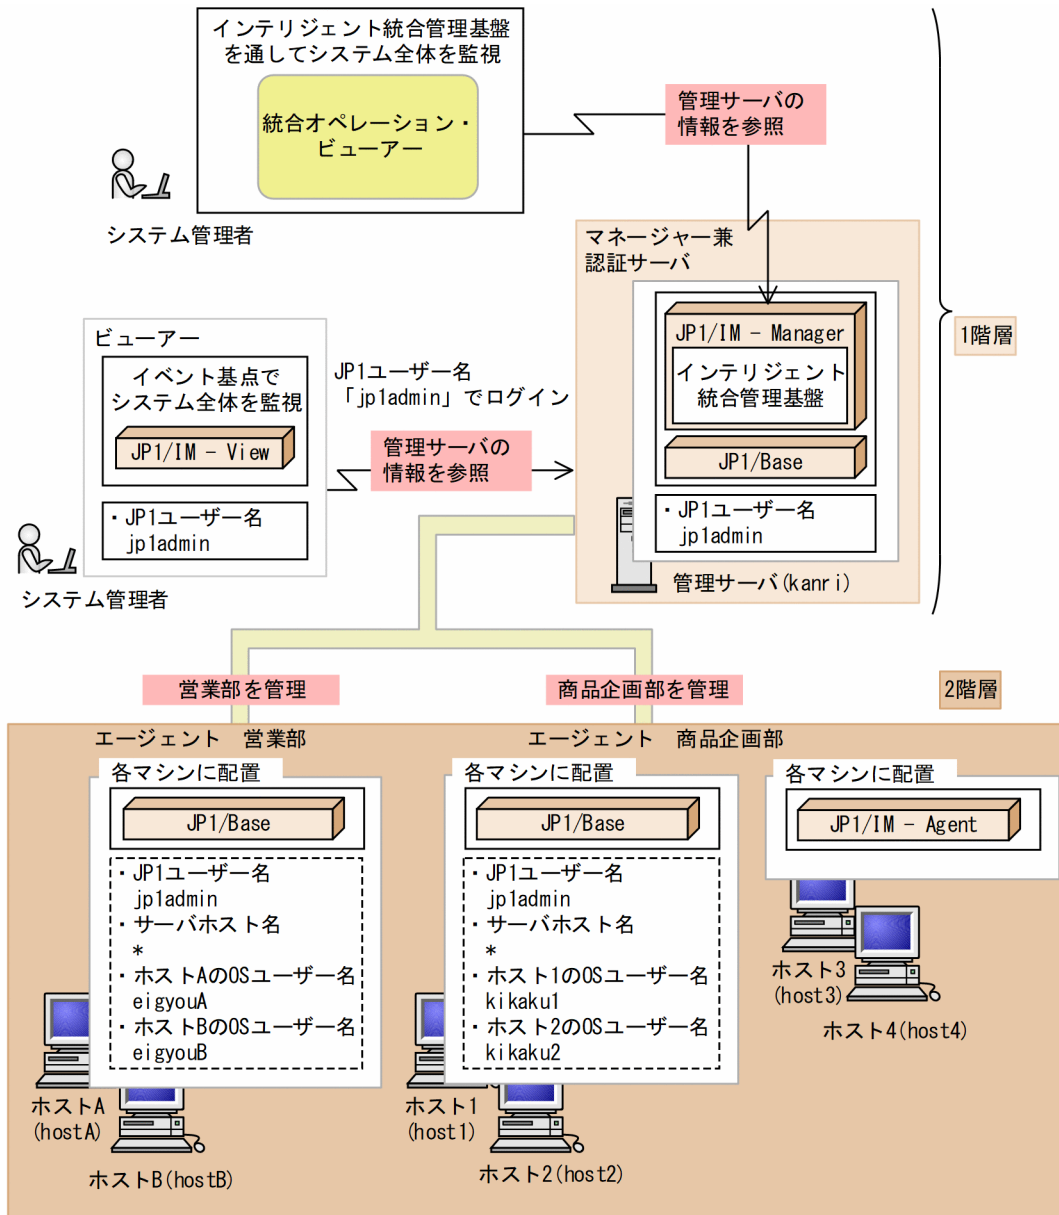 インテリジェント統合管理基盤
を通してシステム全体を監視
統合オペレーション・
ビューアー
管理サーバの
情報を参照
システム管理者
マネージャー兼
認証サーバ
JP1/IM − Manager
インテリジェント
統合管理基盤
JP1/Base
・JP1ユーザー名
jp1admin
管理サーバ(kanri)
1階層
ビューアー
イベント基点で
システム全体を監視
JP1/IM − View
・JP1ユーザー名
jp1admin
システム管理者
JP1ユーザー名
「jp1admin」でログイン
管理サーバの
情報を参照
営業部を管理
商品企画部を管理
2階層
エージェント　営業部
各マシンに配置
JP1/Base
・JP1ユーザー名
jp1admin
・サーバホスト名
*
・ホストAのOSユーザー名
eigyouA
・ホストBのOSユーザー名
eigyouB
ホストA
(hostA)
ホストB(hostB)
エージェント　商品企画部
各マシンに配置
JP1/Base
・JP1ユーザー名
jp1admin
・サーバホスト名
*
・ホスト1のOSユーザー名
kikaku1
・ホスト2のOSユーザー名
kikaku2
ホスト1
(host1)
ホスト2(host2)
各マシンに配置
JP1/IM − Agent
ホスト3
(host3)
ホスト4(host4)